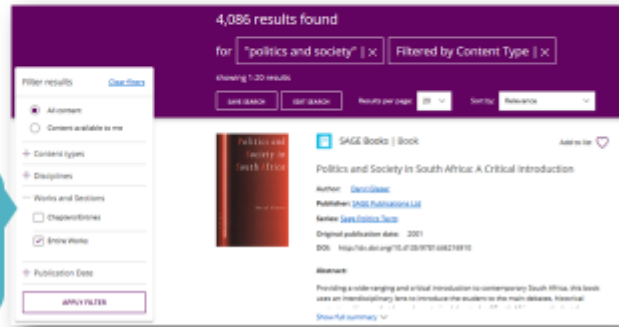 4,086 results found
for "politics and society" | × Filtered by Content Type | ×
showing 1-20 results
SAVE SEARCH EDIT SEARCH Results per page: 20 Sort by: Relevance
Filter results Clear filters
All content
Content available to me
+ Content types
+ Disciplines
— Works and Sections
Chapters/Entries
Entire Works
+ Publication Date
APPLY FILTER
Politics and
Society in
South Africa
SAGE Books | Book Add to list
Politics and Society in South Africa: A Critical Introduction
Author: Daryl Glaser
Publisher: SAGE Publications Ltd
Series: Sage Politics Texts
Original publication date: 2001
DOI:
Abstract:
Providing a wide-ranging and critical introduction to contemporary South Africa, this book
uses an interdisciplinary lens to introduce the student to the main debates, historical
Show full summary